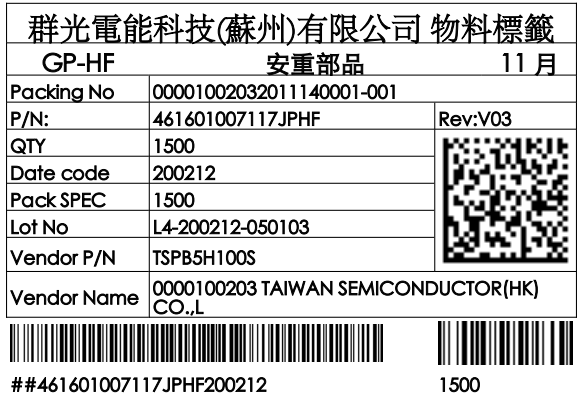 群光電能科技(蘇州)有限公司 物料標籤
GP-HF 安重部品 11 月
Packing No 00001002032011140001-001
P/N: 461601007117JPHF Rev:V03
QTY 1500
Date code 200212
Pack SPEC 1500
Lot No L4-200212-050103
Vendor P/N TSPB5H100S
Vendor Name 0000100203 TAIWAN SEMICONDUCTOR(HK)
CO.,L
##461601007117JPHF200212 1500